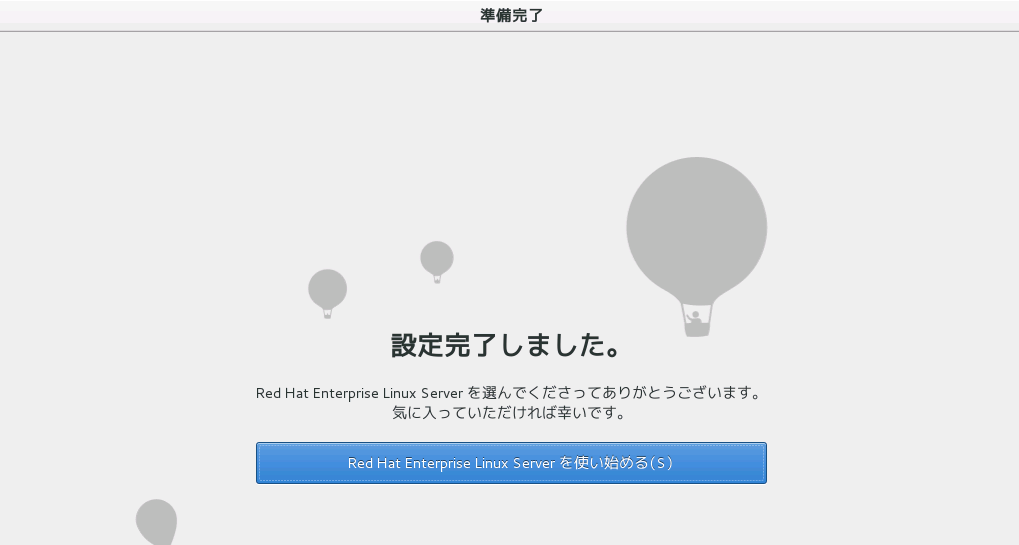 準備完了
設定完了しました。
Red Hat Enterprise Linux Server を選んでくださってありがとうございます。
気に入っていただければ幸いです。
Red Hat Enterprise Linux Server を使い始める(S)